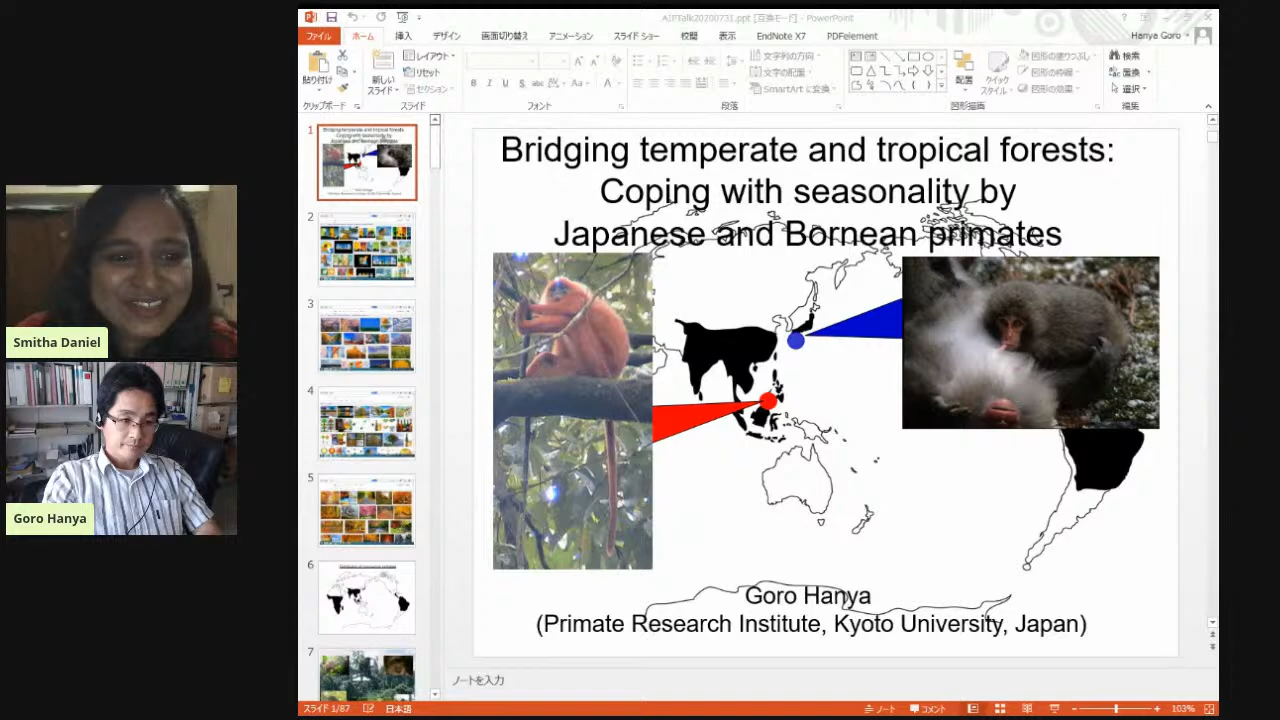 AIPTalk20200731.ppt [互換モード] - PowerPoint
ファイル
ホーム
挿入
デザイン
画面切り替え
アニメーション
スライド ショー
校閲
表示
EndNote X7
PDFelement
Hanya Goro
貼り付け
新しい
スライド
レイアウト
リセット
セクション
B I U S abc
Aa
A
文字列の方向
文字の配置
SmartArt に変換
配置
クイック
スタイル
図形の塗りつぶし
図形の枠線
図形の効果
検索
置換
選択
クリップボード
スライド
フォント
段落
図形描画
編集
1
2
3
4
5
6
7
Bridging temperate and tropical forests:
Coping with seasonality by
Japanese and Bornean primates
Goro Hanya
(Primate Research Institute, Kyoto University, Japan)
Smitha Daniel
Goro Hanya
ノートを入力
スライド 1/87
日本語
ノート
コメント
103%